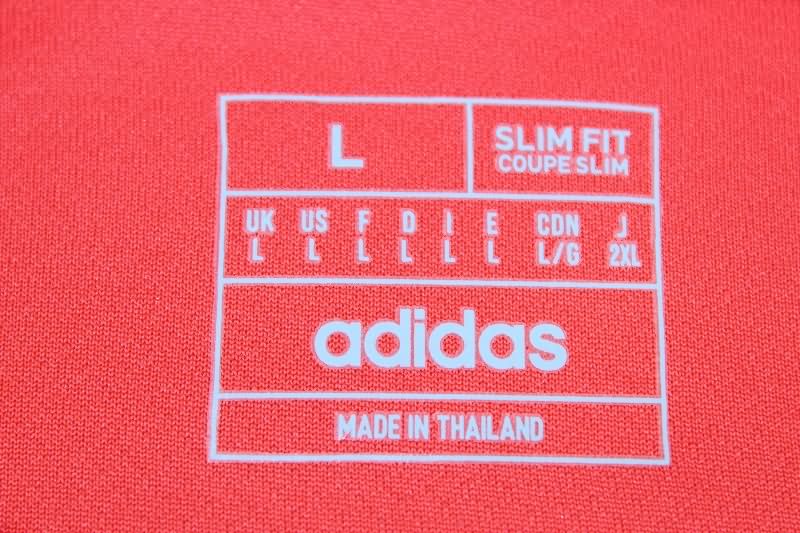 L
SLIM FIT
COUPE SLIM
UK US F D I E CDN J
L L L L L L L/G 2XL
adidas
MADE IN THAILAND